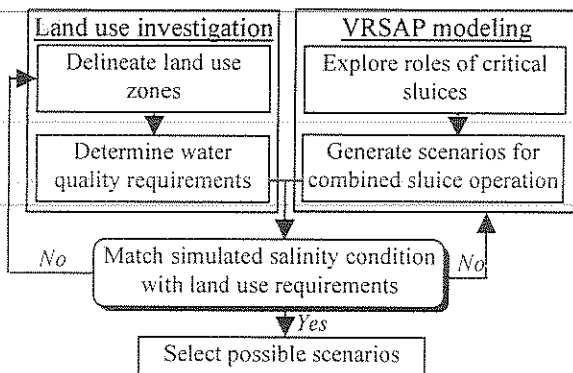 Land use investigation
Delineate land use
zones
Determine water
quality requirements
VRSAP modeling
Explore roles of critical
sluices
Generate scenarios for
combined sluice operation
No
Match simulated salinity condition
with land use requirements
No
Yes
Select possible scenarios